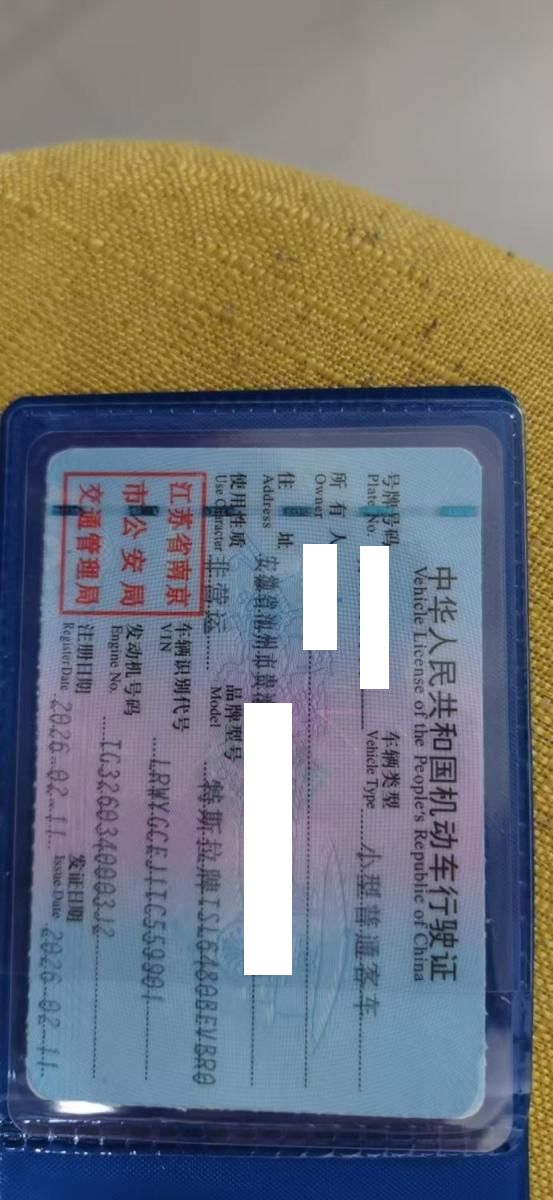 中华人民共和国机动车行驶证
Vehicle License of the People's Republic of China
号牌号码
Plate No.
车辆类型 小型普通客车
Vehicle Type
所有人
Owner
住址 安徽省池州市贵池
Address
使用性质 非营运
Use Character
品牌型号 特斯拉牌TSL6480BEVBR0
Model
车辆识别代号 LRWYGCEJ1TC559901
VIN
发动机号码 TG3260340003J2
Engine No.
注册日期 2026-02-11
Register Date
发证日期 2026-02-11
Issue Date
江苏省南京
市公安局
交通管理局